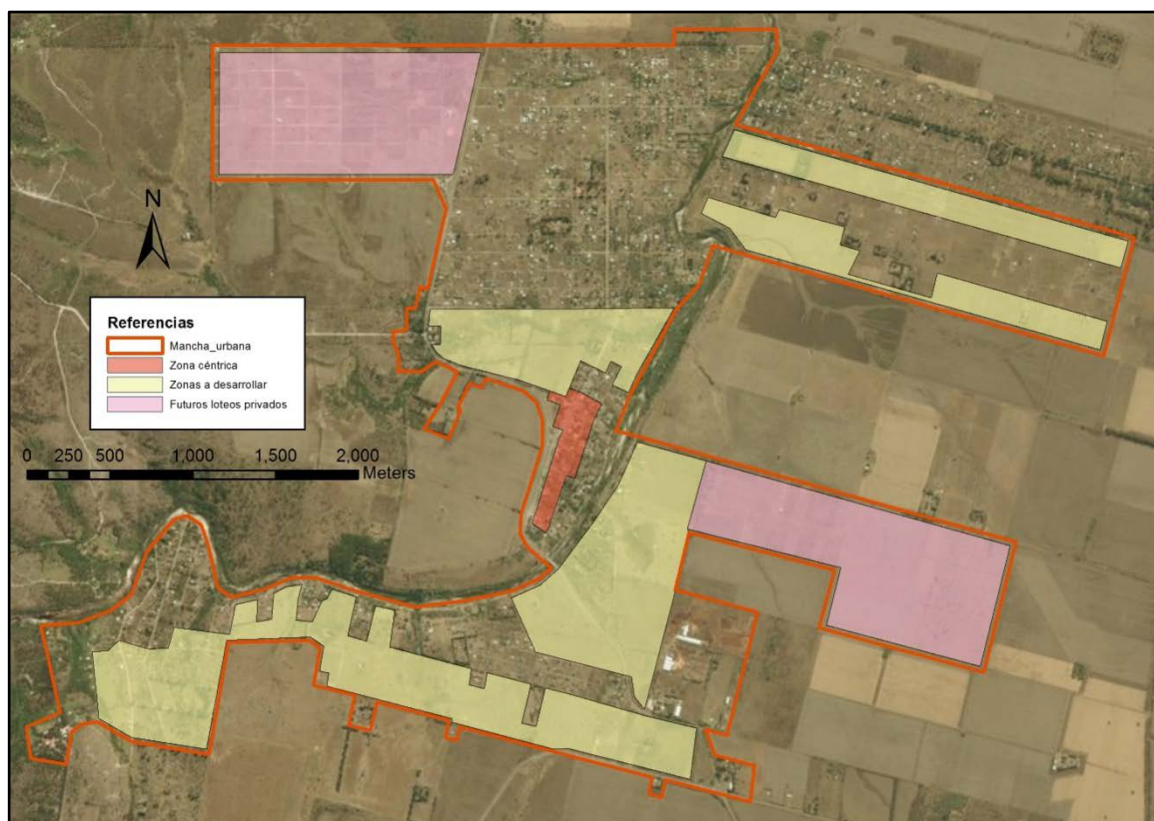 N
Referencias
Mancha_urbana
Zona céntrica
Zonas a desarrollar
Futuros loteos privados
0 250 500 1,000 1,500 2,000
Meters